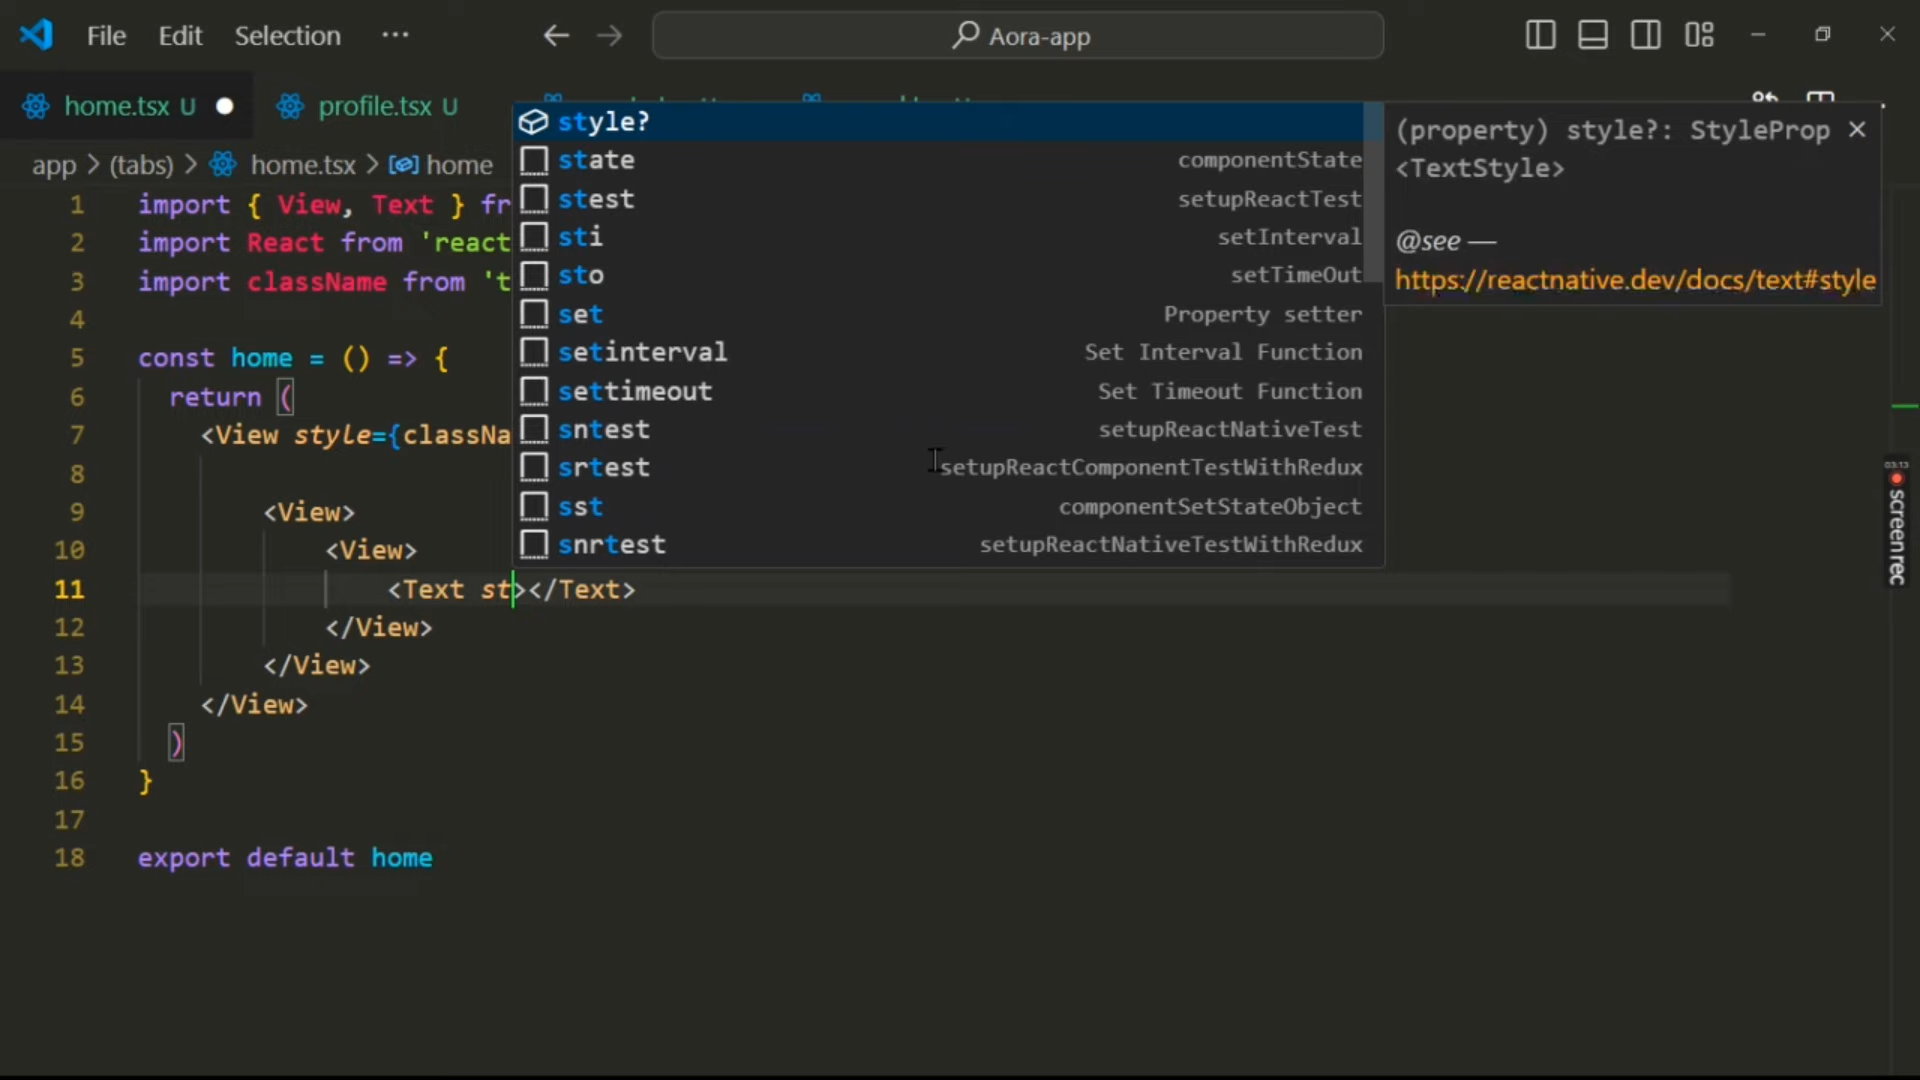 File Edit Selection ··· Aora-app
home.tsx U profile.tsx U
app > (tabs) > home.tsx > home
1 import { View, Text } fr
2 import React from 'react
3 import className from 't
4
5 const home = () => {
6 return (
7 <View style={classNa
8
9 <View>
10 <View>
11 <Text st></Text>
12 </View>
13 </View>
14 </View>
15 )
16 }
17
18 export default home
style?
state componentState
stest setupReactTest
sti setInterval
sto setTimeOut
set Property setter
setinterval Set Interval Function
settimeout Set Timeout Function
sntest setupReactNativeTest
srtest setupReactComponentTestWithRedux
sst componentSetStateObject
snrtest setupReactNativeTestWithRedux
(property) style?: StyleProp
<TextStyle>
@see —
https://reactnative.dev/docs/text#style
03:13
screenrec